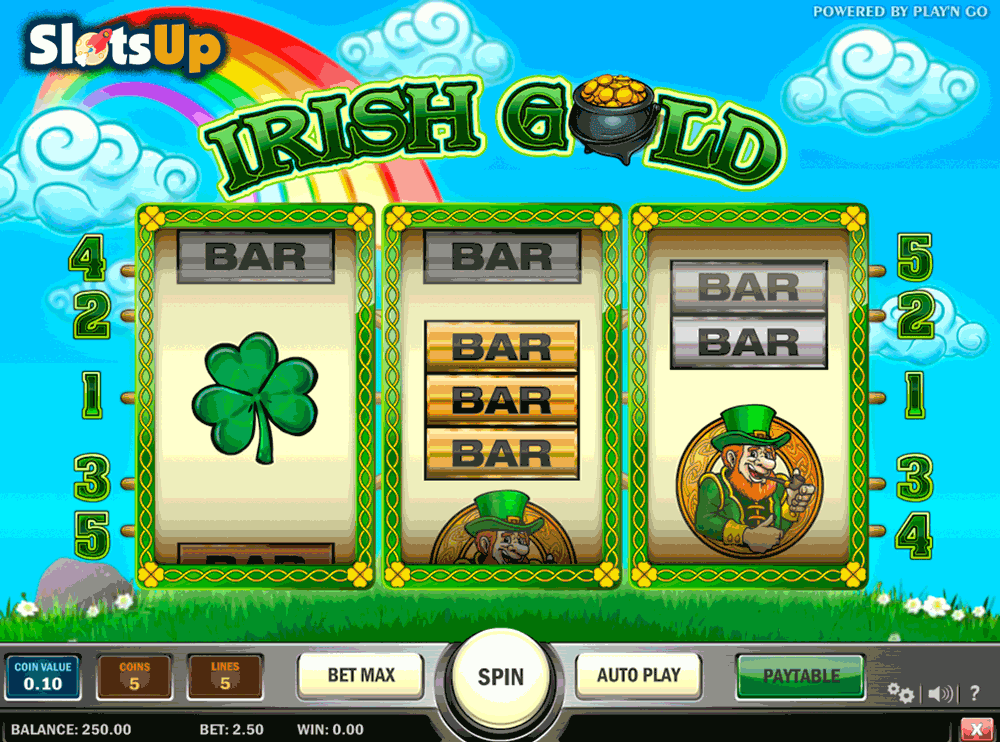 POWERED BY PLAY'N GO
SlotsUp
IRISH GOLD
BAR BAR
4 5
BAR
2 2
BAR BAR
1 BAR 1
BAR
3 3
5 4
BAR
COIN VALUE COINS LINES
0.10 5 5
BET MAX SPIN AUTO PLAY PAYTABLE
?
BALANCE: 250.00 BET: 2.50 WIN: 0.00 X